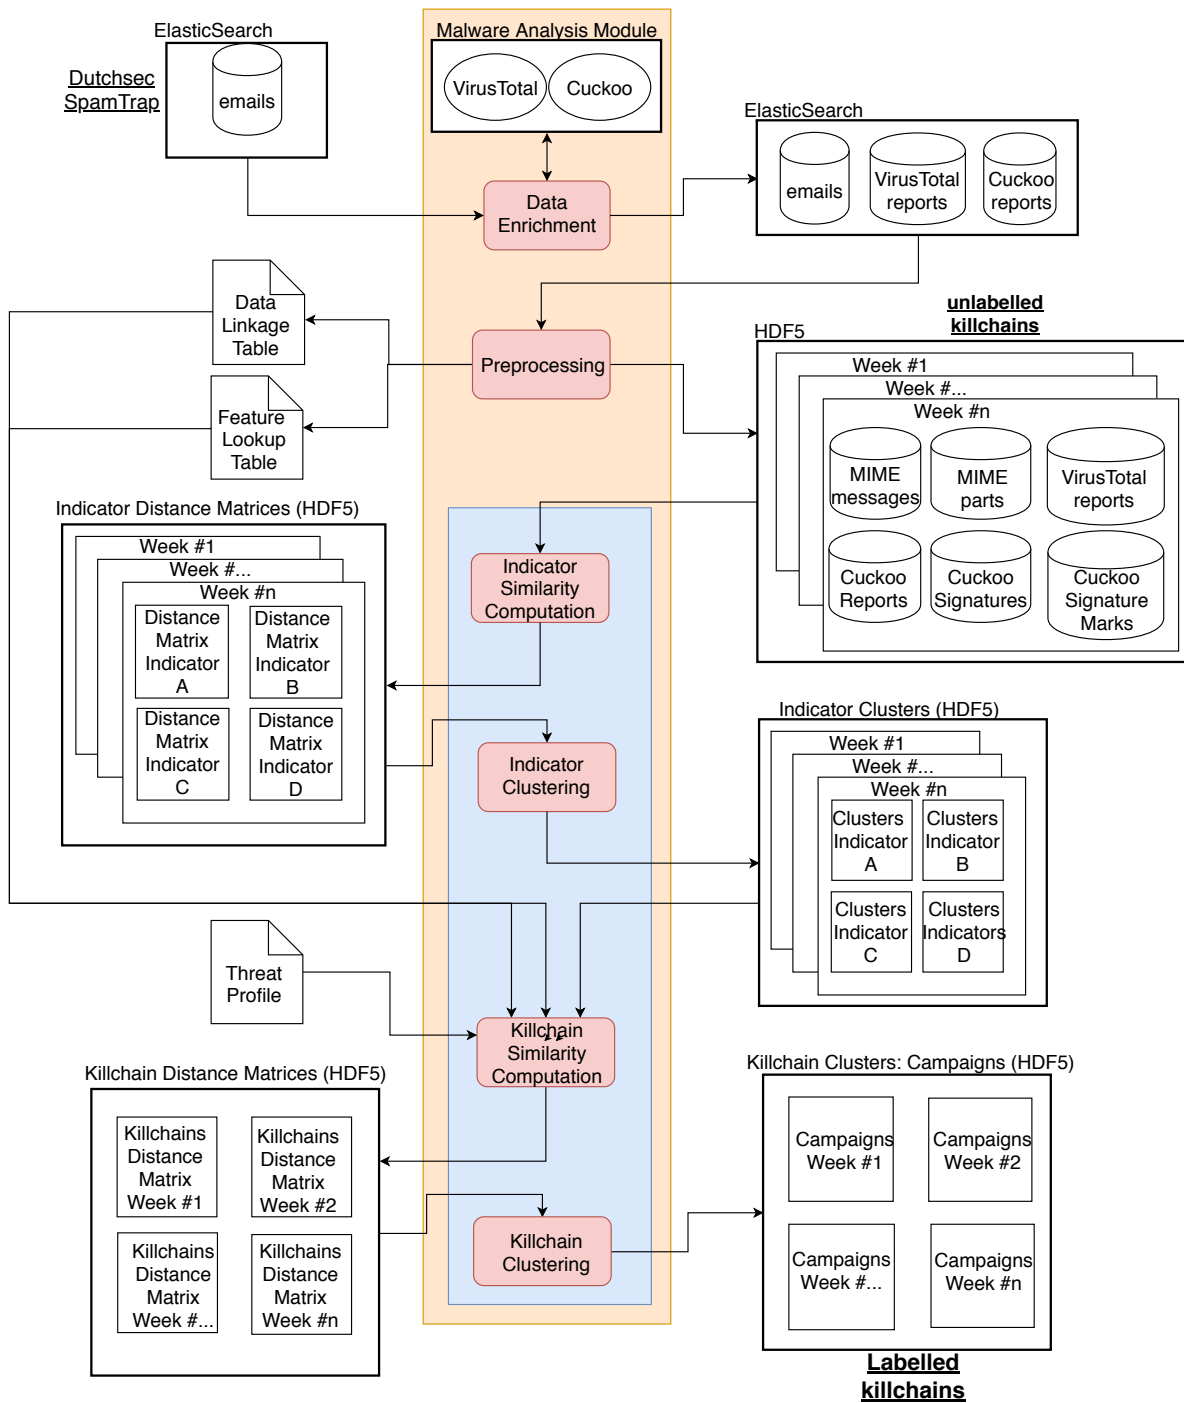 ElasticSearch
Dutchsec
SpamTrap
emails
Malware Analysis Module
VirusTotal
Cuckoo
ElasticSearch
emails
VirusTotal
reports
Cuckoo
reports
Data
Enrichment
Data
Linkage
Table
Feature
Lookup
Table
Preprocessing
unlabelled
killchains
HDF5
Week #1
Week #...
Week #n
MIME
messages
MIME
parts
VirusTotal
reports
Cuckoo
Reports
Cuckoo
Signatures
Cuckoo
Signature
Marks
Indicator Distance Matrices (HDF5)
Week #1
Week #...
Week #n
Distance
Matrix
Indicator
A
Distance
Matrix
Indicator
B
Distance
Matrix
Indicator
C
Distance
Matrix
Indicator
D
Indicator
Similarity
Computation
Indicator
Clustering
Indicator Clusters (HDF5)
Week #1
Week #...
Week #n
Clusters
Indicator
A
Clusters
Indicator
B
Clusters
Indicator
C
Clusters
Indicators
D
Threat
Profile
Killchain
Similarity
Computation
Killchain Distance Matrices (HDF5)
Killchains
Distance
Matrix
Week #1
Killchains
Distance
Matrix
Week #2
Killchains
Distance
Matrix
Week #...
Killchains
Distance
Matrix
Week #n
Killchain
Clustering
Killchain Clusters: Campaigns (HDF5)
Campaigns
Week #1
Campaigns
Week #2
Campaigns
Week #...
Campaigns
Week #n
Labelled
killchains